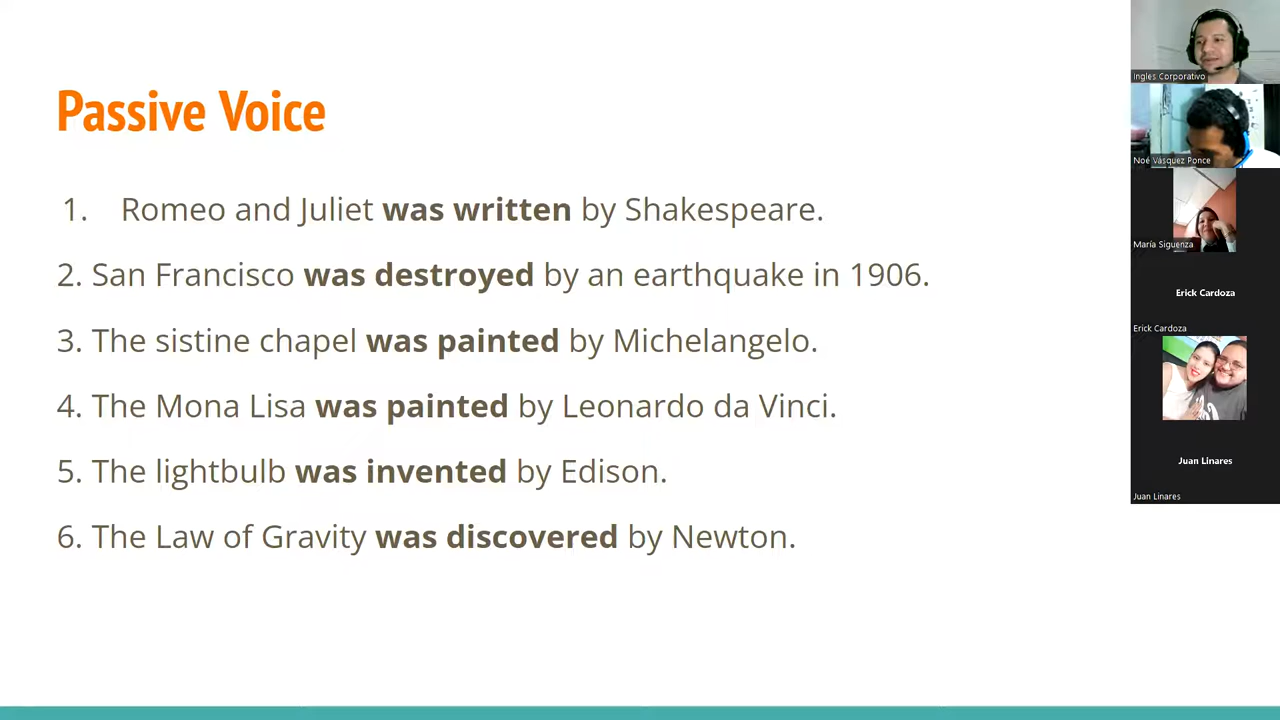 Passive Voice
1. Romeo and Juliet was written by Shakespeare.
2. San Francisco was destroyed by an earthquake in 1906.
3. The sistine chapel was painted by Michelangelo.
4. The Mona Lisa was painted by Leonardo da Vinci.
5. The lightbulb was invented by Edison.
6. The Law of Gravity was discovered by Newton.
Ingles Corporativo
Noé Vásquez Ponce
María Siguenza
Erick Cardoza
Erick Cardoza
Juan Linares
Juan Linares